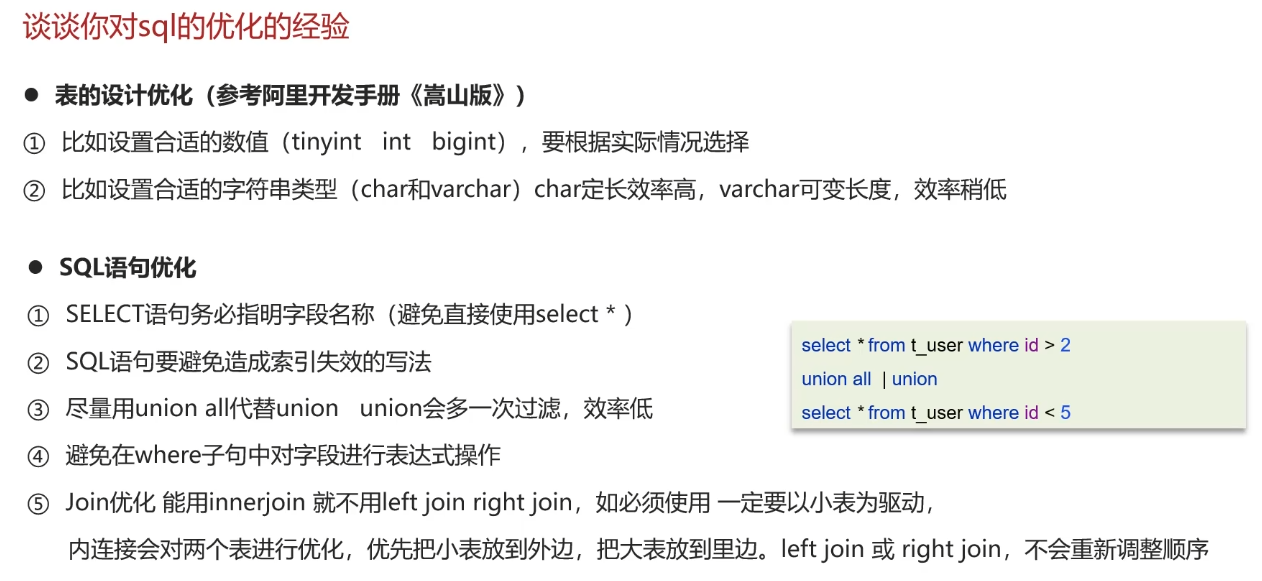 谈谈你对sql的优化的经验
● 表的设计优化（参考阿里开发手册《嵩山版》）
① 比如设置合适的数值（tinyint int bigint），要根据实际情况选择
② 比如设置合适的字符串类型（char和varchar）char定长效率高，varchar可变长度，效率稍低
● SQL语句优化
① SELECT语句务必指明字段名称（避免直接使用select * ）
② SQL语句要避免造成索引失效的写法
③ 尽量用union all代替union union会多一次过滤，效率低
④ 避免在where子句中对字段进行表达式操作
⑤ Join优化 能用innerjoin 就不用left join right join，如必须使用 一定要以小表为驱动，
内连接会对两个表进行优化，优先把小表放到外边，把大表放到里边。left join 或 right join，不会重新调整顺序
select * from t_user where id > 2
union all | union
select * from t_user where id < 5